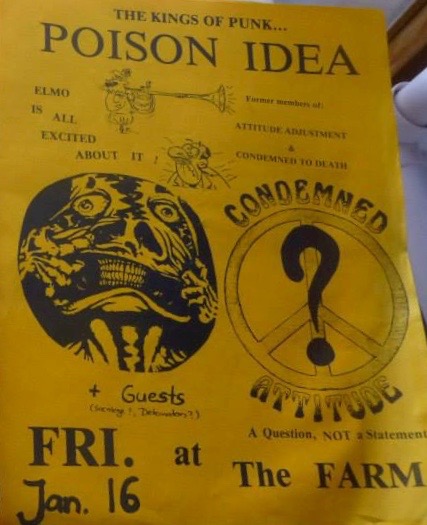 THE KINGS OF PUNK...
POISON IDEA
ELMO
IS ALL
EXCITED
ABOUT IT !
Former members of:
ATTITUDE ADJUSTMENT
&
CONDEMNED TO DEATH
CONDEMNED
?
ATTITUDE
+ Guests
A Question, NOT a Statement
FRI. at The FARM
Jan. 16